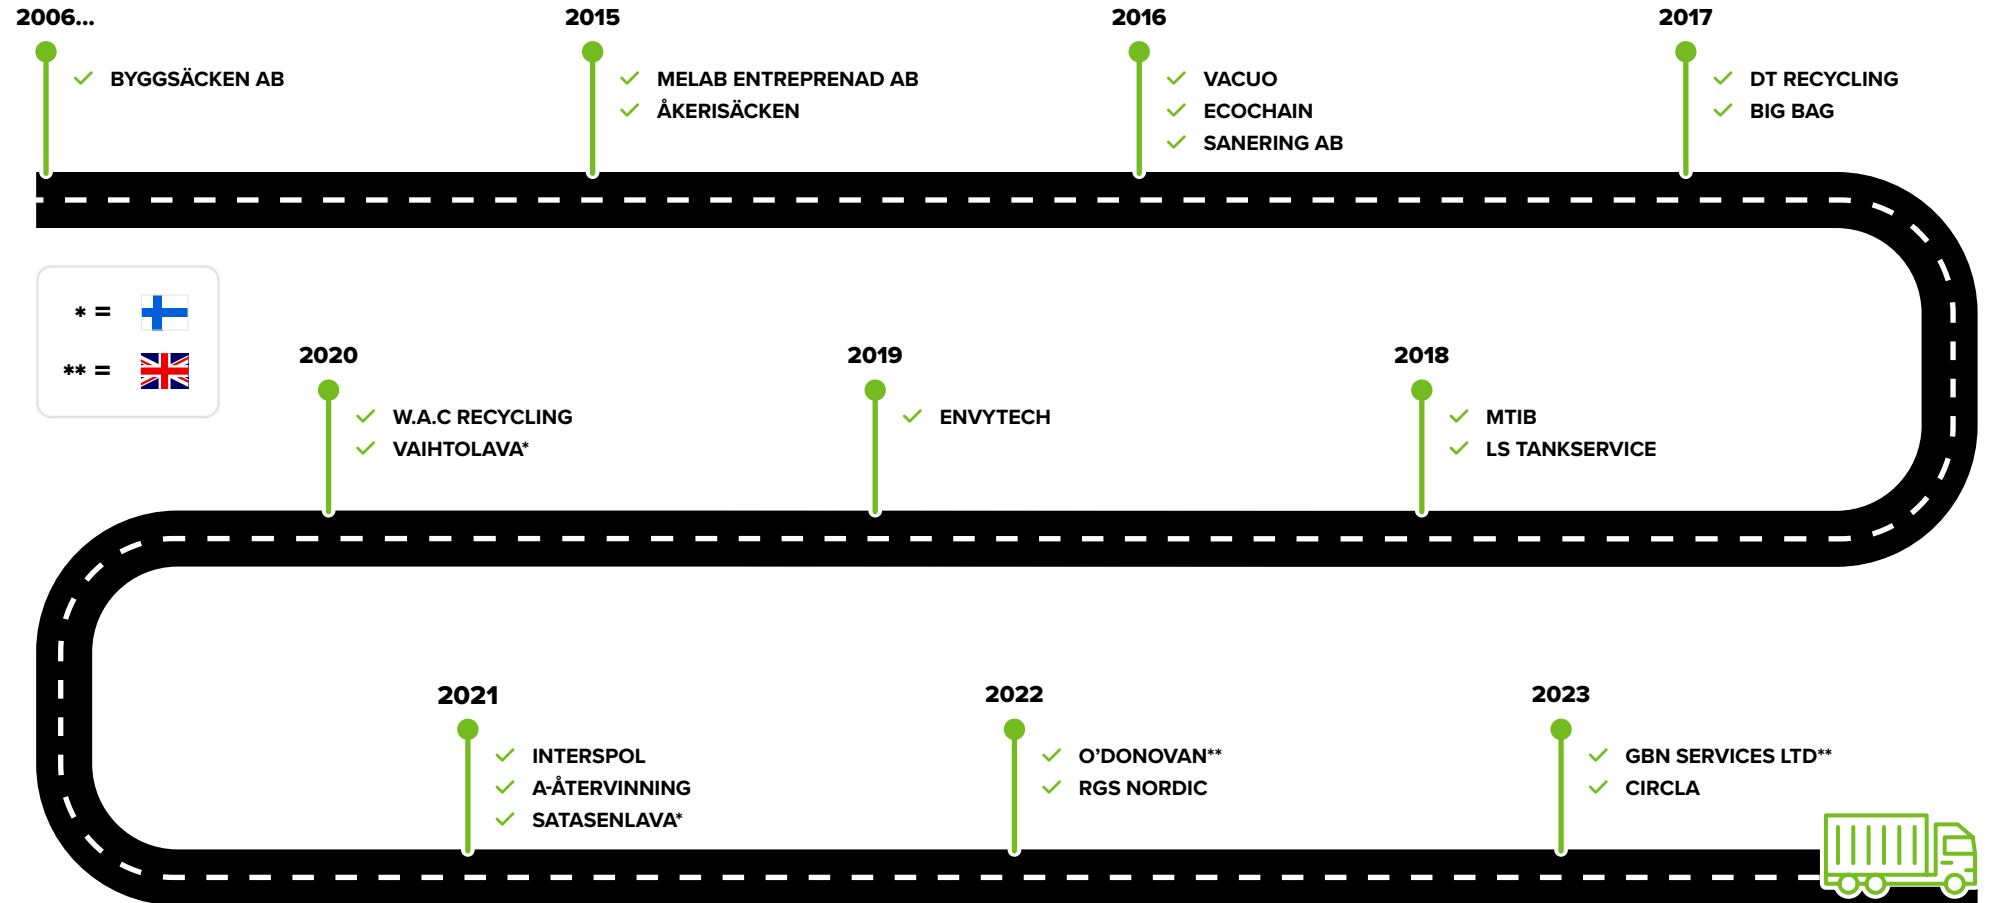 2006...
BYGGSÄCKEN AB
2015
MELAB ENTREPRENAD AB
ÅKERISÄCKEN
2016
VACUO
ECOCHAIN
SANERING AB
2017
DT RECYCLING
BIG BAG
* =
** =
2020
W.A.C RECYCLING
VAIHTOLAVA*
2019
ENVYTECH
2018
MTIB
LS TANKSERVICE
2021
INTERSPOL
A-ÅTERVINNING
SATASENLAVA*
2022
O’DONOVAN**
RGS NORDIC
2023
GBN SERVICES LTD**
CIRCLA